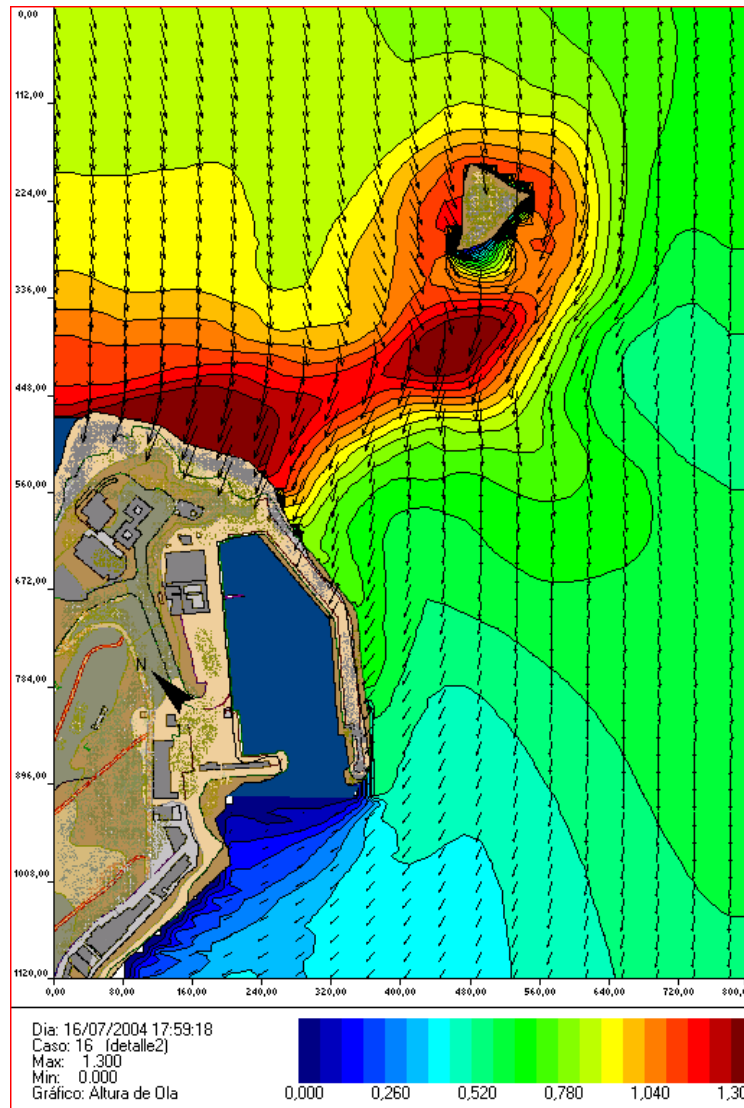 0,00
112,00
224,00
336,00
448,00
560,00
672,00
784,00
896,00
1008,00
1120,00
N
0,00 80,00 160,00 240,00 320,00 400,00 480,00 560,00 640,00 720,00 800,
Dia: 16/07/2004 17:59:18
Caso: 16 (detalle2)
Max: 1.300
Min: 0.000
Gráfico: Altura de Ola
0,000 0,260 0,520 0,780 1,040 1,30